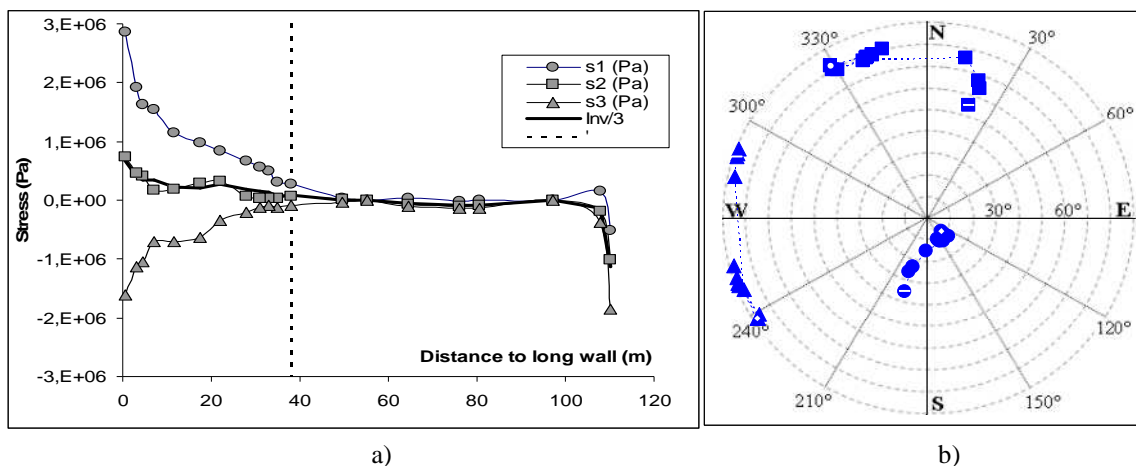 3,E+06
2,E+06
1,E+06
0,E+00
-1,E+06
-2,E+06
-3,E+06
Stress (Pa)
s1 (Pa)
s2 (Pa)
s3 (Pa)
Inv/3
'
Distance to long wall (m)
0 20 40 60 80 100 120
a)
N
330° 30°
300° 60°
W 30° 60° E
240° 120°
210° 150°
S
b)